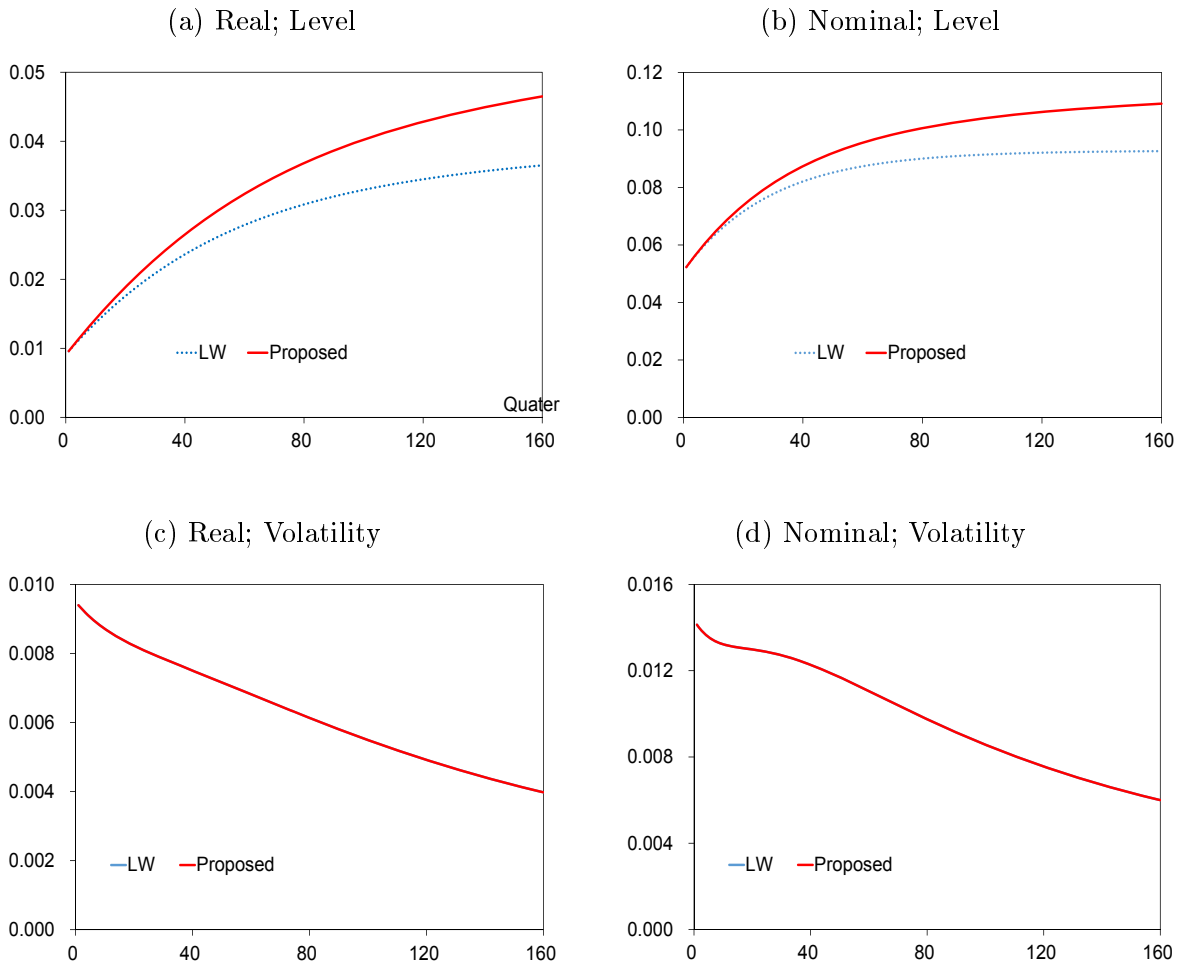 (a) Real; Level
0.05
0.04
0.03
0.02
0.01
0.00
LW Proposed
Quater
0 40 80 120 160
(b) Nominal; Level
0.12
0.10
0.08
0.06
0.04
0.02
0.00
LW Proposed
0 40 80 120 160
(c) Real; Volatility
0.010
0.008
0.006
0.004
0.002
0.000
LW Proposed
0 40 80 120 160
(d) Nominal; Volatility
0.016
0.012
0.008
0.004
0.000
LW Proposed
0 40 80 120 160